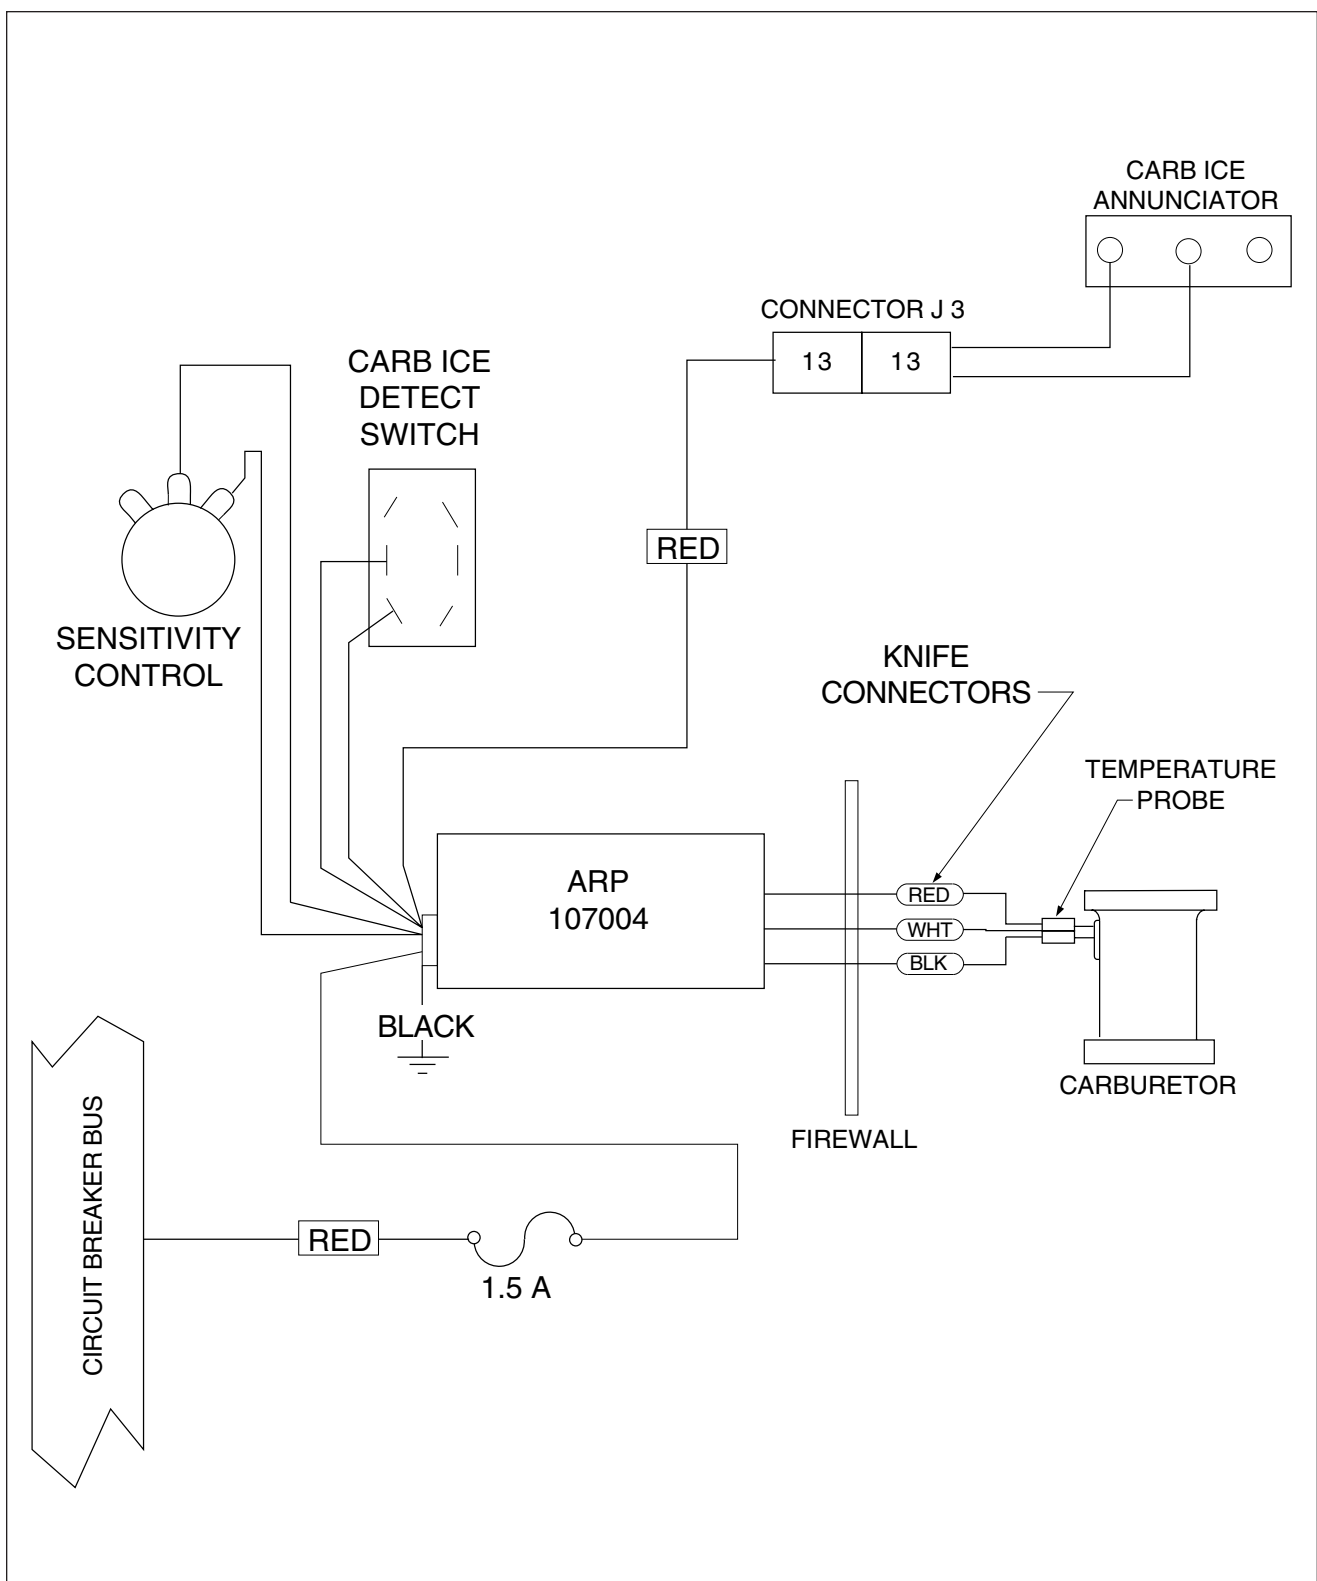 CARB ICE
ANNUNCIATOR
CONNECTOR J 3
13 13
CARB ICE
DETECT
SWITCH
RED
SENSITIVITY
CONTROL
KNIFE
CONNECTORS
TEMPERATURE
PROBE
ARP
107004
RED
WHT
BLK
BLACK
CARBURETOR
FIREWALL
CIRCUIT BREAKER BUS
RED
1.5 A